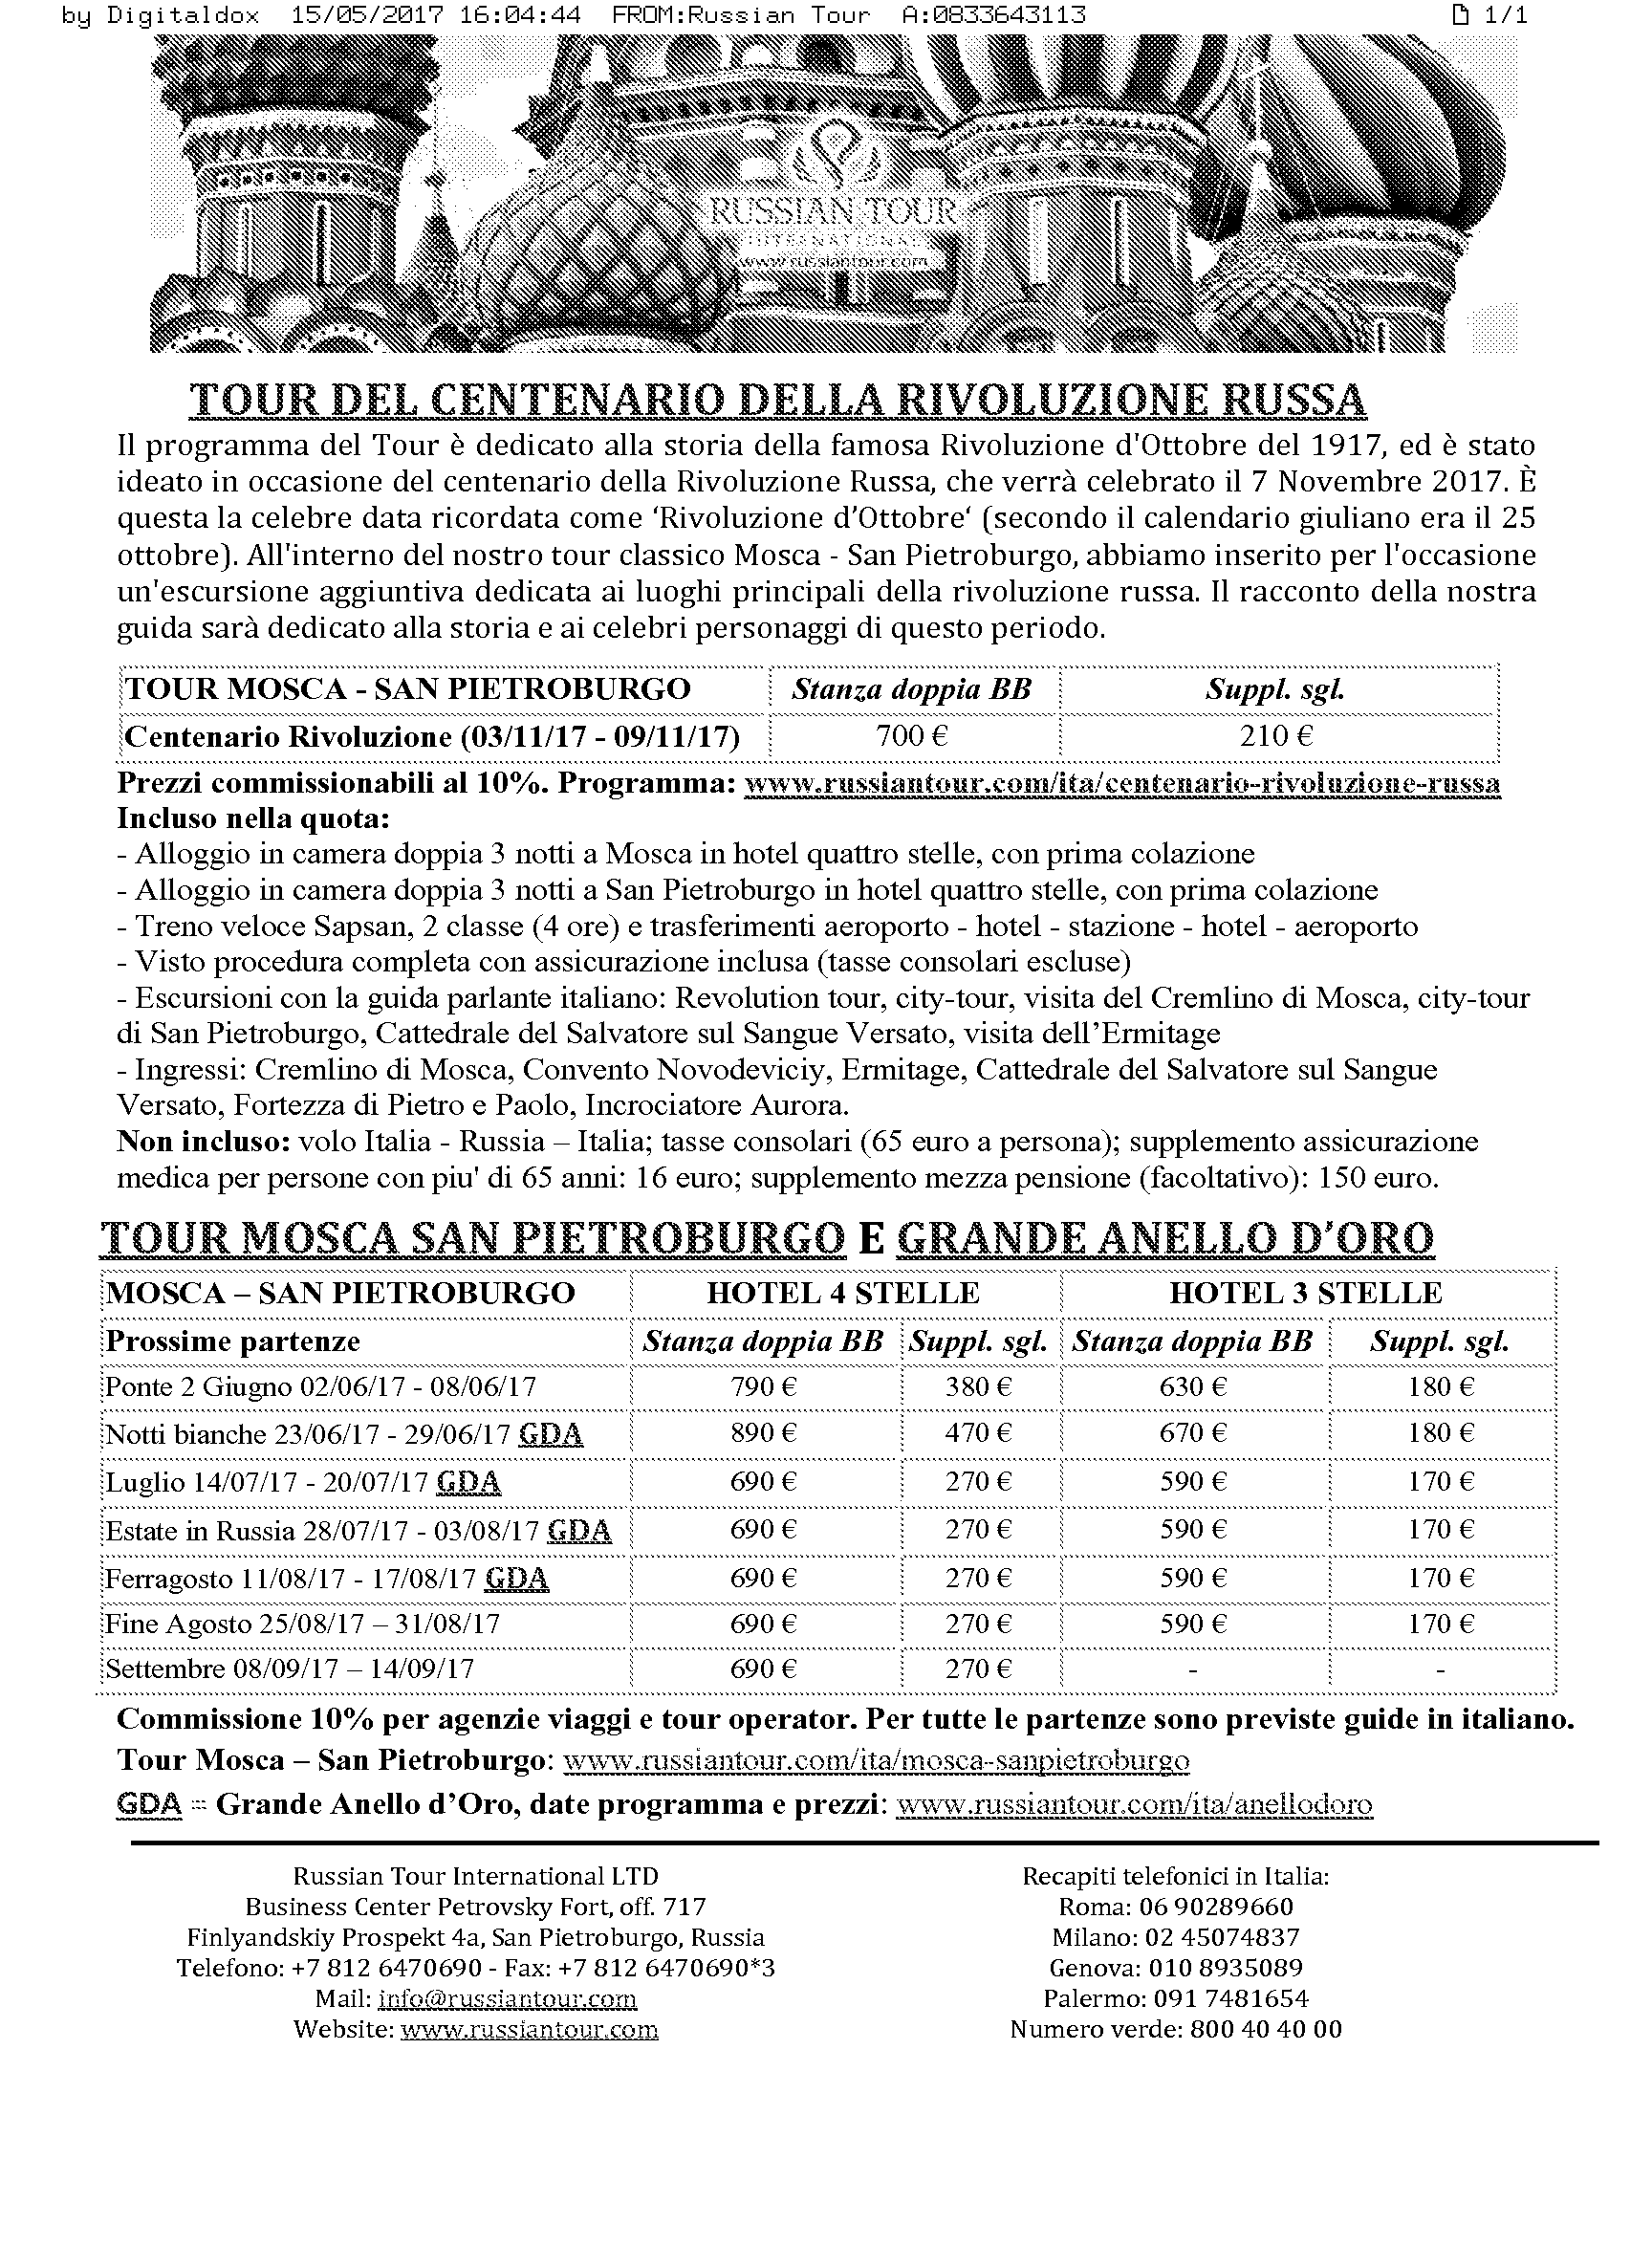 by Digitaldox 15/05/2017 16:04:44 FROM:Russian Tour A:0833643113 1/1
RUSSIAN TOUR
INTERNATIONAL
www.russiantour.com
TOUR DEL CENTENARIO DELLA RIVOLUZIONE RUSSA
Il programma del Tour è dedicato alla storia della famosa Rivoluzione d'Ottobre del 1917, ed è stato
ideato in occasione del centenario della Rivoluzione Russa, che verrà celebrato il 7 Novembre 2017. È
questa la celebre data ricordata come ‘Rivoluzione d’Ottobre‘ (secondo il calendario giuliano era il 25
ottobre). All'interno del nostro tour classico Mosca - San Pietroburgo, abbiamo inserito per l'occasione
un'escursione aggiuntiva dedicata ai luoghi principali della rivoluzione russa. Il racconto della nostra
guida sarà dedicato alla storia e ai celebri personaggi di questo periodo.
TOUR MOSCA - SAN PIETROBURGO Stanza doppia BB Suppl. sgl.
Centenario Rivoluzione (03/11/17 - 09/11/17) 700 € 210 €
Prezzi commissionabili al 10%. Programma: www.russiantour.com/ita/centenario-rivoluzione-russa
Incluso nella quota:
- Alloggio in camera doppia 3 notti a Mosca in hotel quattro stelle, con prima colazione
- Alloggio in camera doppia 3 notti a San Pietroburgo in hotel quattro stelle, con prima colazione
- Treno veloce Sapsan, 2 classe (4 ore) e trasferimenti aeroporto - hotel - stazione - hotel - aeroporto
- Visto procedura completa con assicurazione inclusa (tasse consolari escluse)
- Escursioni con la guida parlante italiano: Revolution tour, city-tour, visita del Cremlino di Mosca, city-tour
di San Pietroburgo, Cattedrale del Salvatore sul Sangue Versato, visita dell’Ermitage
- Ingressi: Cremlino di Mosca, Convento Novodeviciy, Ermitage, Cattedrale del Salvatore sul Sangue
Versato, Fortezza di Pietro e Paolo, Incrociatore Aurora.
Non incluso: volo Italia - Russia – Italia; tasse consolari (65 euro a persona); supplemento assicurazione
medica per persone con piu' di 65 anni: 16 euro; supplemento mezza pensione (facoltativo): 150 euro.
TOUR MOSCA SAN PIETROBURGO E GRANDE ANELLO D’ORO
MOSCA – SAN PIETROBURGO HOTEL 4 STELLE HOTEL 3 STELLE
Prossime partenze Stanza doppia BB Suppl. sgl. Stanza doppia BB Suppl. sgl.
Ponte 2 Giugno 02/06/17 - 08/06/17 790 € 380 € 630 € 180 €
Notti bianche 23/06/17 - 29/06/17 GDA 890 € 470 € 670 € 180 €
Luglio 14/07/17 - 20/07/17 GDA 690 € 270 € 590 € 170 €
Estate in Russia 28/07/17 - 03/08/17 GDA 690 € 270 € 590 € 170 €
Ferragosto 11/08/17 - 17/08/17 GDA 690 € 270 € 590 € 170 €
Fine Agosto 25/08/17 – 31/08/17 690 € 270 € 590 € 170 €
Settembre 08/09/17 – 14/09/17 690 € 270 € - -
Commissione 10% per agenzie viaggi e tour operator. Per tutte le partenze sono previste guide in italiano.
Tour Mosca – San Pietroburgo: www.russiantour.com/ita/mosca-sanpietroburgo
GDA = Grande Anello d’Oro, date programma e prezzi: www.russiantour.com/ita/anellodoro
Russian Tour International LTD
Business Center Petrovsky Fort, off. 717
Finlyandskiy Prospekt 4a, San Pietroburgo, Russia
Telefono: +7 812 6470690 - Fax: +7 812 6470690*3
Mail: info@russiantour.com
Website: www.russiantour.com
Recapiti telefonici in Italia:
Roma: 06 90289660
Milano: 02 45074837
Genova: 010 8935089
Palermo: 091 7481654
Numero verde: 800 40 40 00